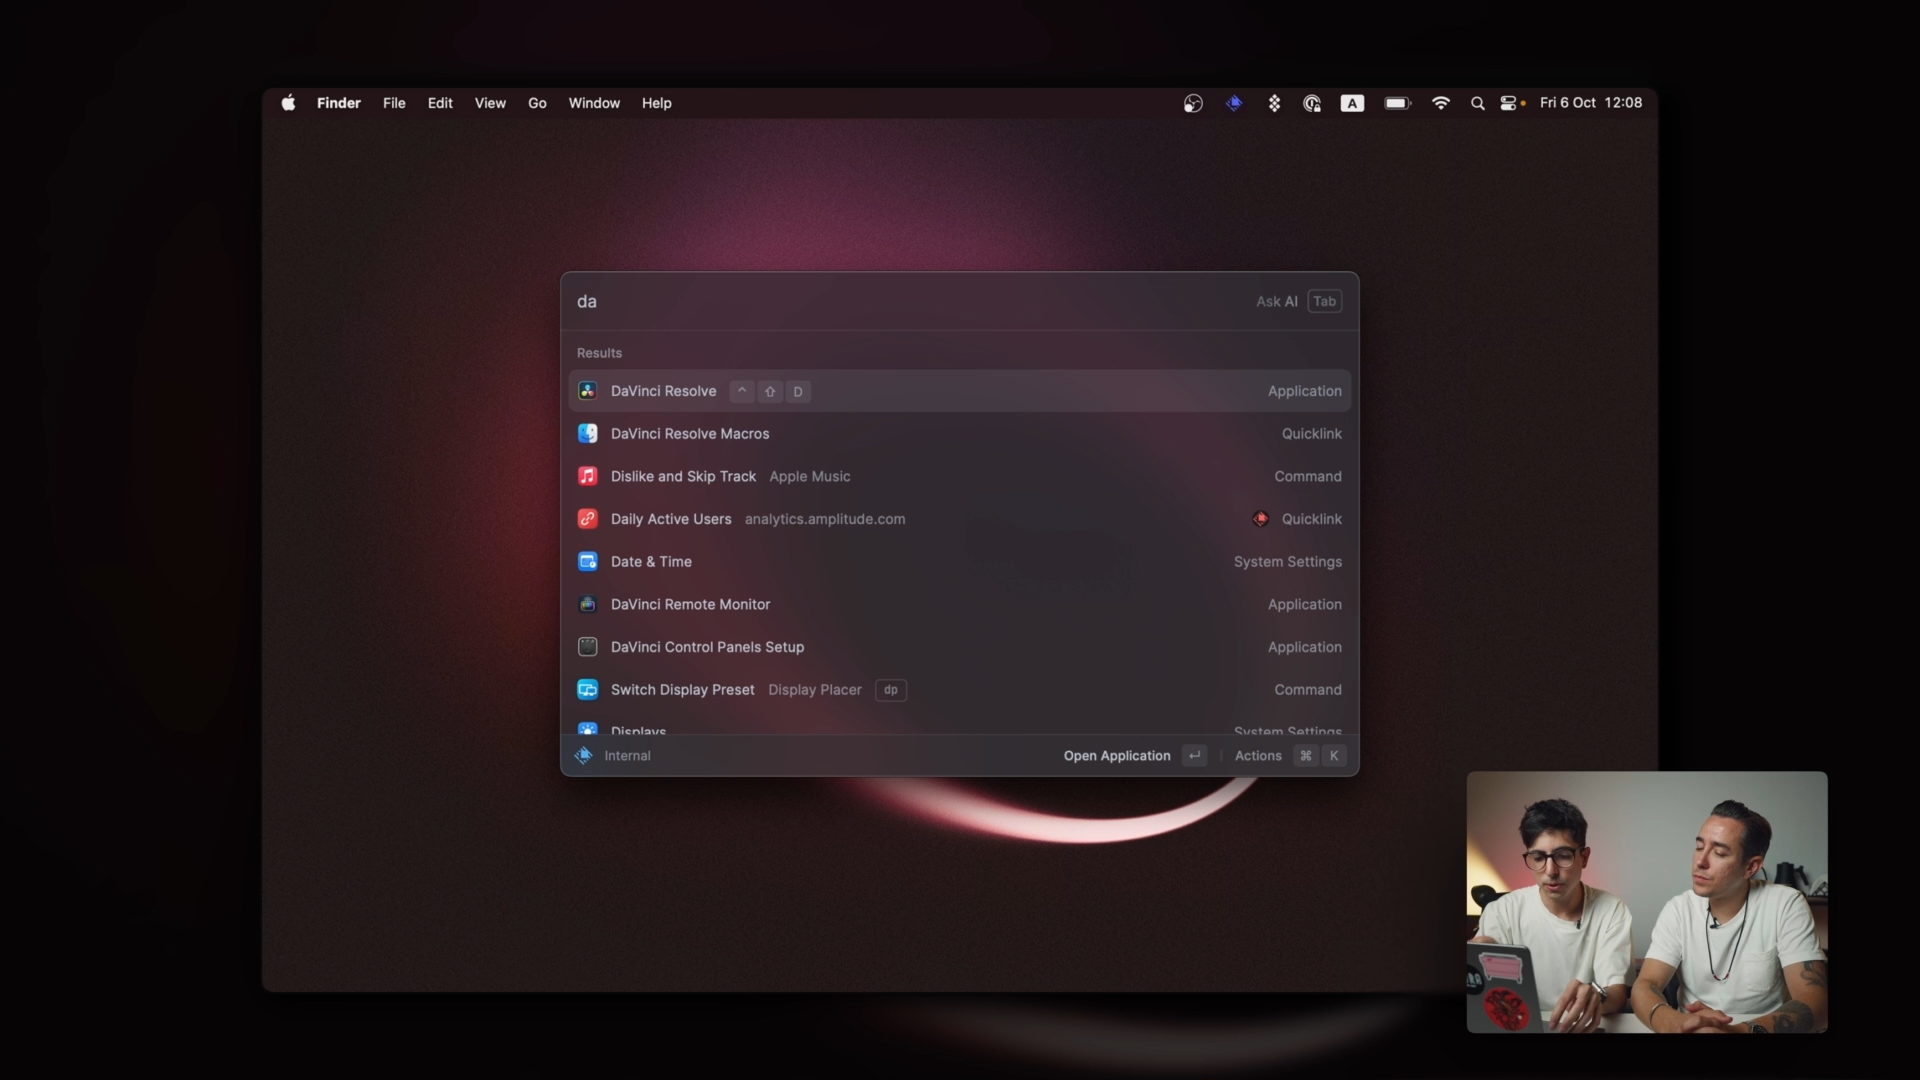 Finder File Edit View Go Window Help A Fri 6 Oct 12:08
da Ask AI Tab
Results
DaVinci Resolve ^ ⇧ D Application
DaVinci Resolve Macros Quicklink
Dislike and Skip Track Apple Music Command
Daily Active Users analytics.amplitude.com Quicklink
Date & Time System Settings
DaVinci Remote Monitor Application
DaVinci Control Panels Setup Application
Switch Display Preset Display Placer dp Command
Displays System Settings
Internal Open Application ↵ Actions ⌘ K